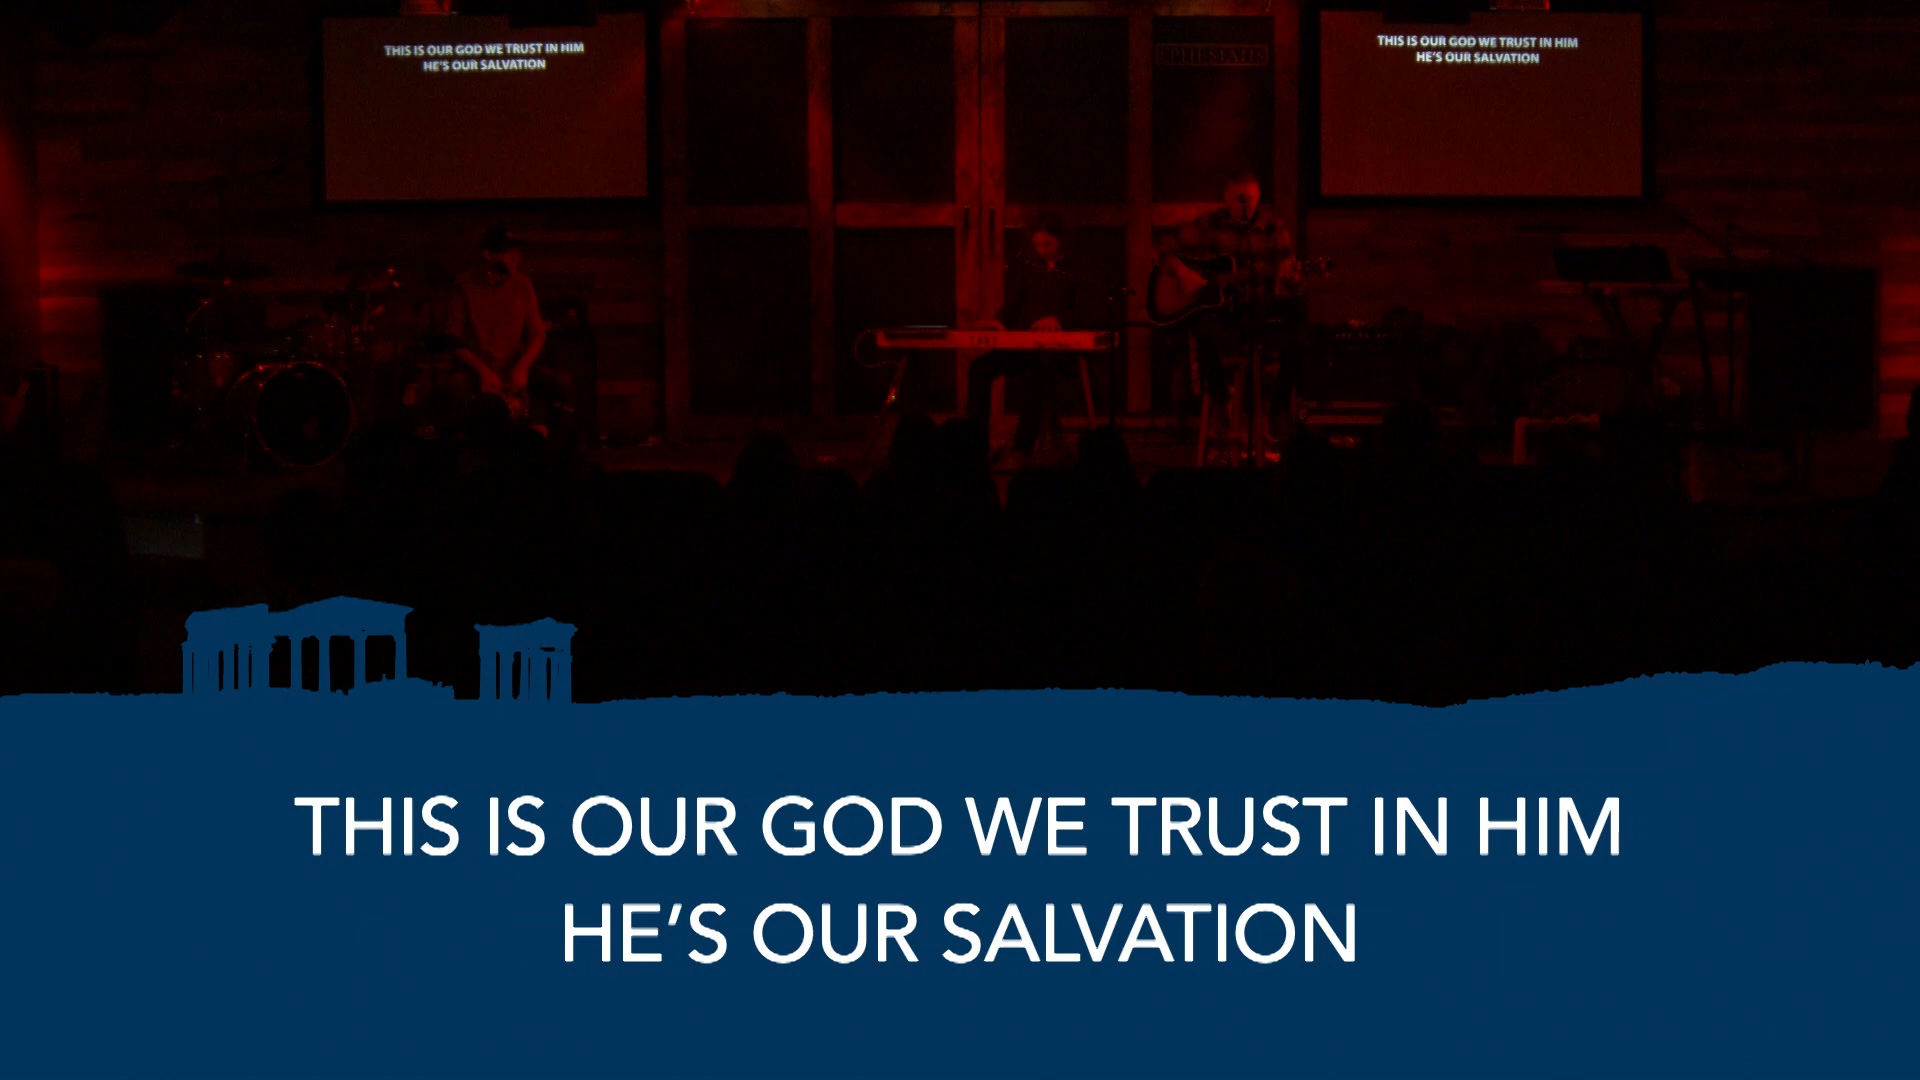 THIS IS OUR GOD WE TRUST IN HIM
HE'S OUR SALVATION
THIS IS OUR GOD WE TRUST IN HIM
HE'S OUR SALVATION
THIS IS OUR GOD WE TRUST IN HIM
HE’S OUR SALVATION